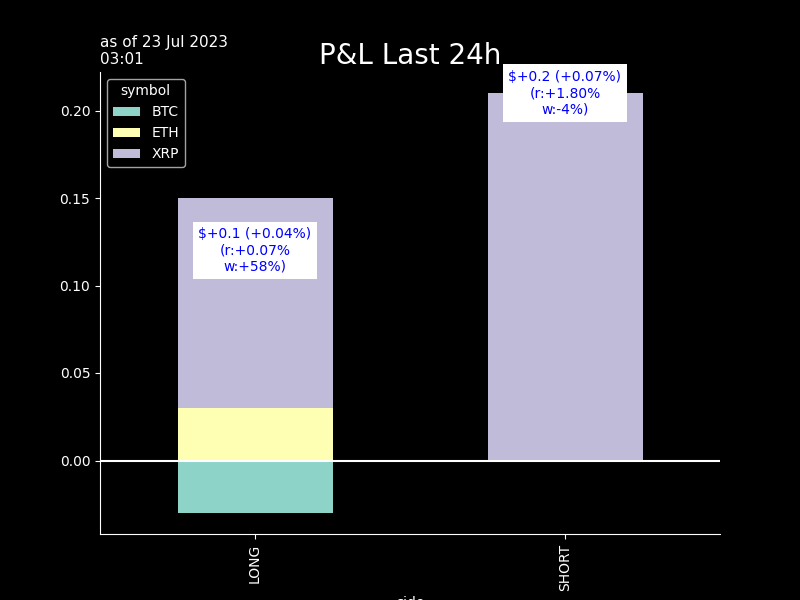 as of 23 Jul 2023
03:01
P&L Last 24h
symbol
BTC
ETH
XRP
$+0.2 (+0.07%)
(r:+1.80%
w:-4%)
$+0.1 (+0.04%)
(r:+0.07%
w:+58%)
0.20
0.15
0.10
0.05
0.00
LONG
SHORT